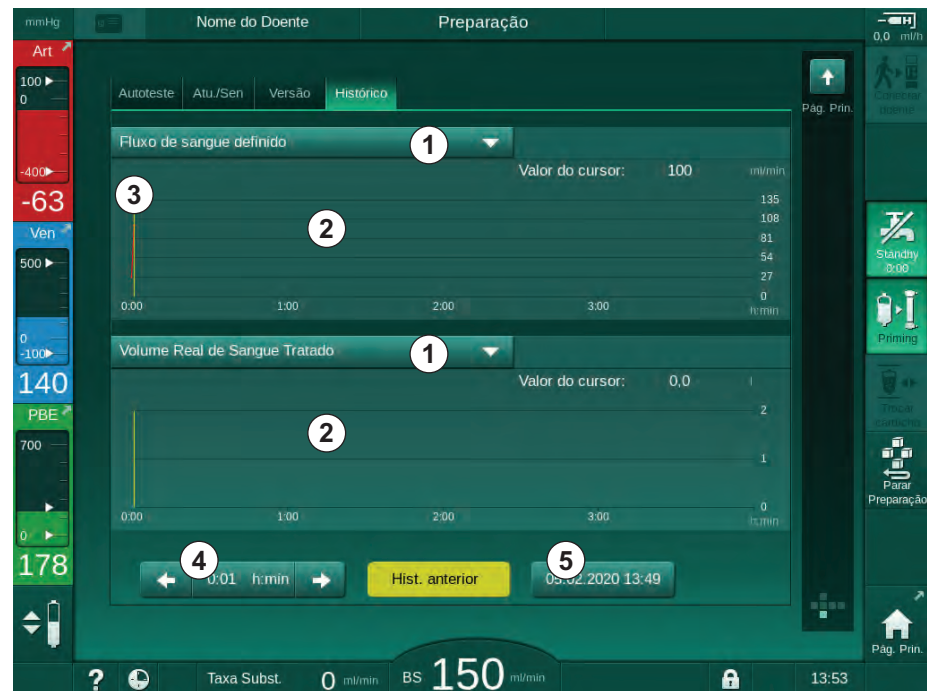 mmHg
Nome do Doente
Preparação
0,0 ml/h
Art
100
0
-400
-63
Ven
500
0
-100
140
PBE
700
0
178
Autoteste
Atu./Sen
Versão
Histórico
Pág. Prin.
Fluxo de sangue definido
1
Valor do cursor: 100 ml/min
3
2
135
108
81
54
27
0
0:00 1:00 2:00 3:00 h:min
Volume Real de Sangue Tratado
1
Valor do cursor: 0,0 l
2
2
1
0
0:00 1:00 2:00 3:00 h:min
4
0:01 h:min
Hist. anterior
5
02.2020 13:49
doente
Standby
0:00
Priming
Trocar
Parar
Preparação
Pág. Prin.
?
Taxa Subst. 0 ml/min
BS 150 ml/min
13:53